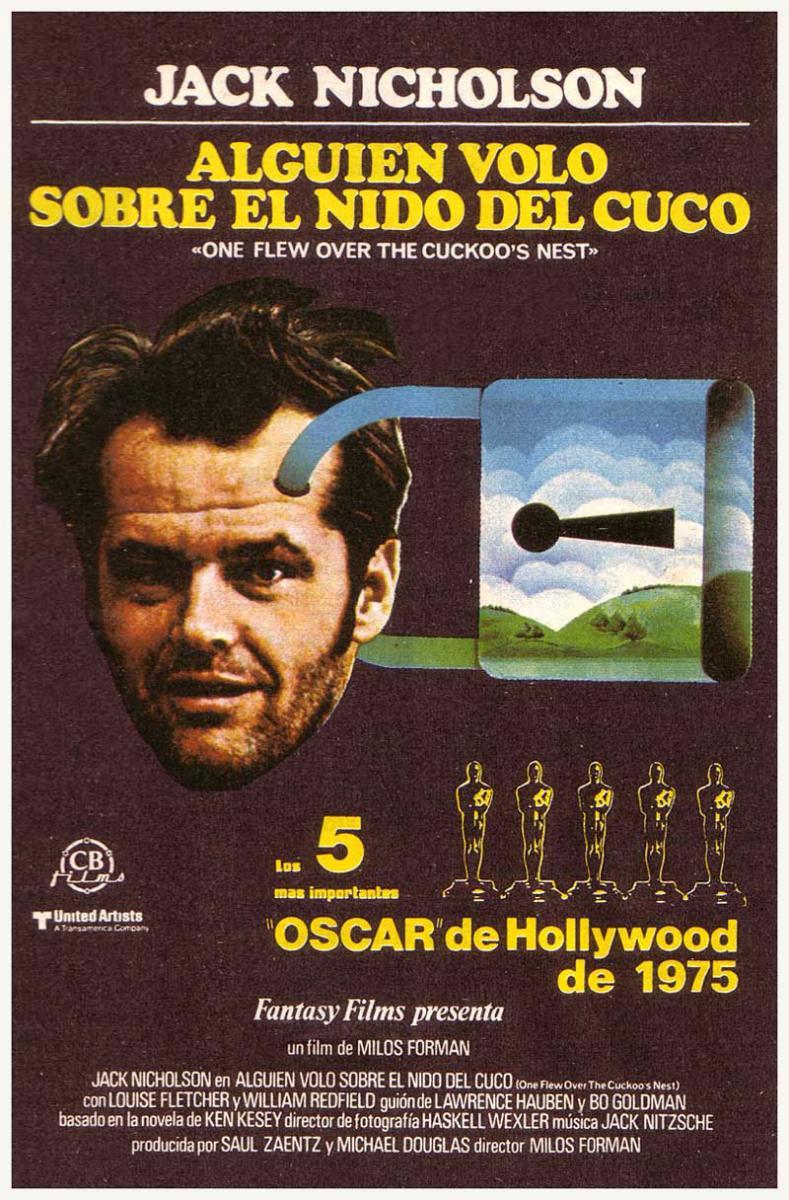 JACK NICHOLSON
ALGUIEN VOLO
SOBRE EL NIDO DEL CUCO
«ONE FLEW OVER THE CUCKOO'S NEST»
Los 5
mas importantes
"OSCAR" de Hollywood
de 1975
CB
films
United Artists
A Transamerica Company
Fantasy Films presenta
un film de MILOS FORMAN
JACK NICHOLSON en ALGUIEN VOLO SOBRE EL NIDO DEL CUCO (One Flew Over The Cuckoo's Nest)
con LOUISE FLETCHER y WILLIAM REDFIELD guión de LAWRENCE HAUBEN y BO GOLDMAN
basado en la novela de KEN KESEY director de fotografía HASKELL WEXLER música JACK NITZSCHE
producida por SAUL ZAENTZ y MICHAEL DOUGLAS director MILOS FORMAN